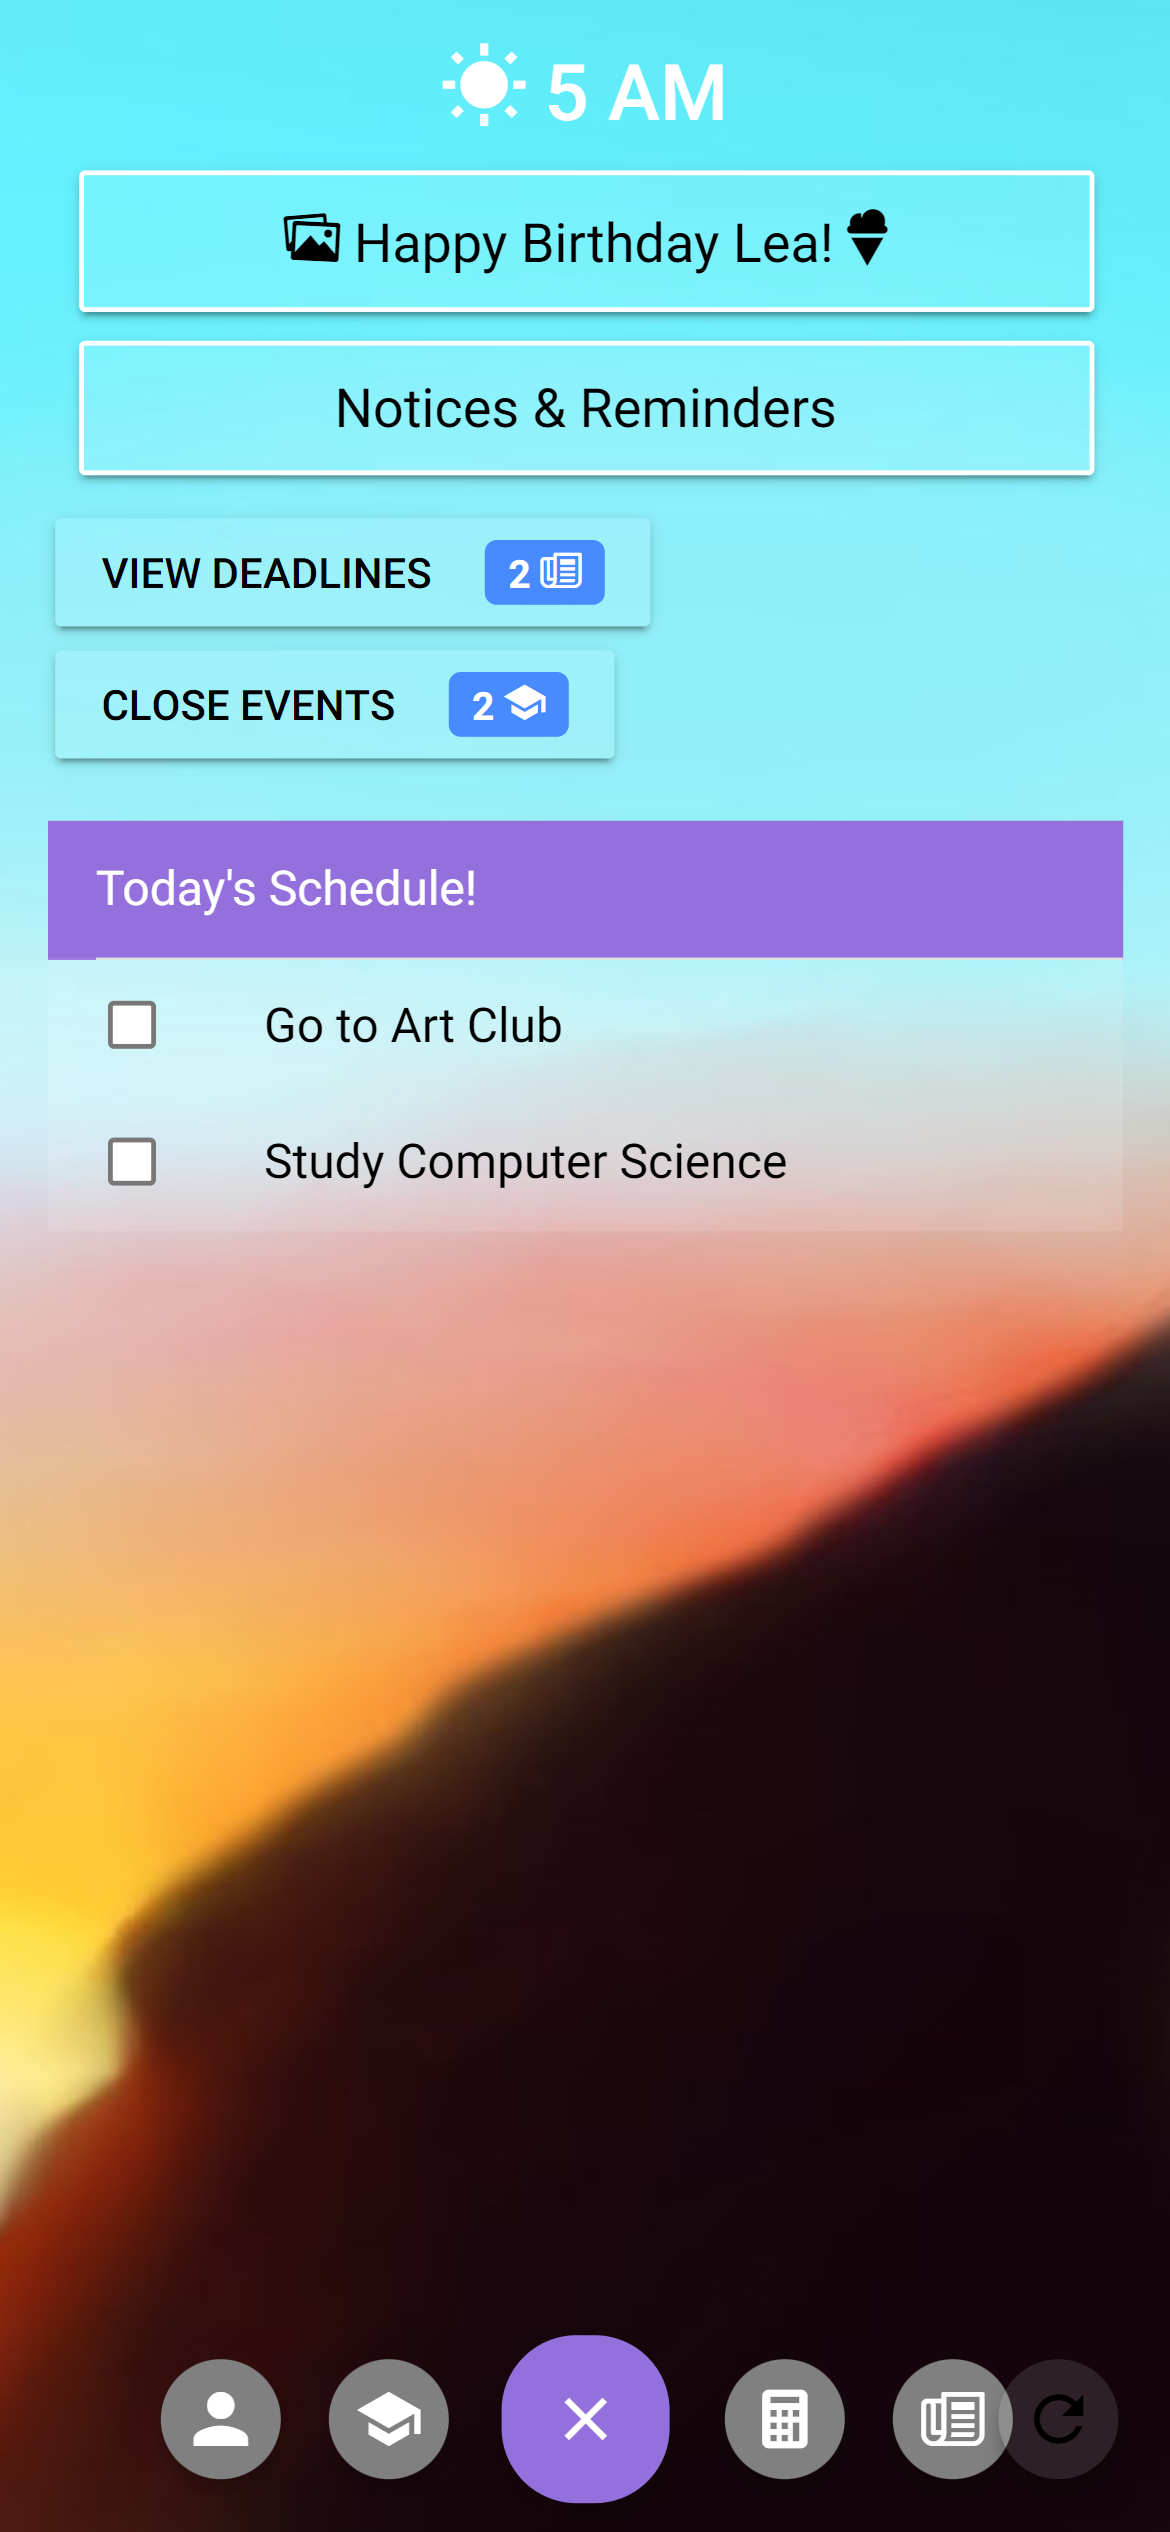 5 AM
Happy Birthday Lea!
Notices & Reminders
VIEW DEADLINES 2
CLOSE EVENTS 2
Today's Schedule!
Go to Art Club
Study Computer Science